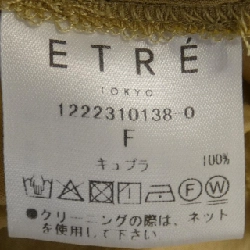 ETRÉ
TOKYO
1222310138-0
F
キュプラ 100%
F W
●クリーニングの際は、ネット
を使用して下さい